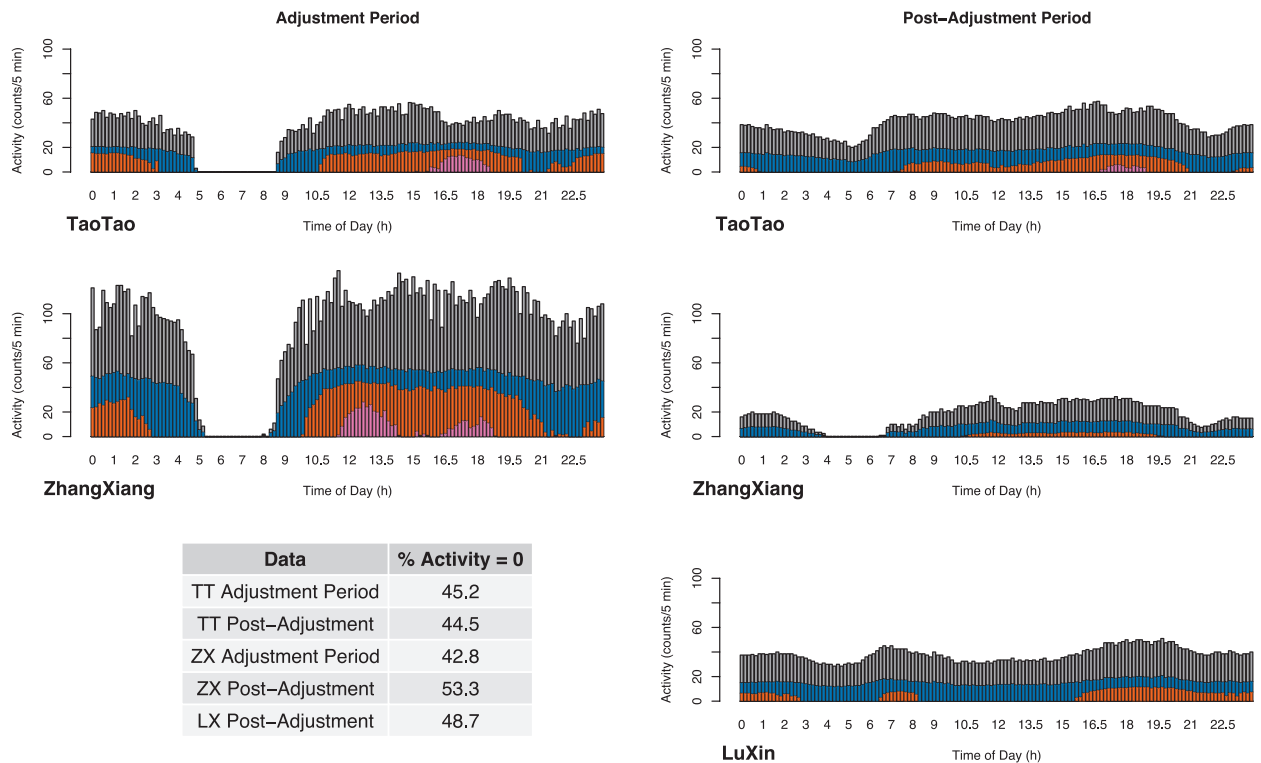 Adjustment Period
Post−Adjustment Period
Activity (counts/5 min)
0 20 60 100
0 1 2 3 4 5 6 7 8 9 10.5 12 13.5 15 16.5 18 19.5 21 22.5
TaoTao
Time of Day (h)
Activity (counts/5 min)
0 20 60 100
0 1 2 3 4 5 6 7 8 9 10.5 12 13.5 15 16.5 18 19.5 21 22.5
TaoTao
Time of Day (h)
Activity (counts/5 min)
0 20 60 100
0 1 2 3 4 5 6 7 8 9 10.5 12 13.5 15 16.5 18 19.5 21 22.5
ZhangXiang
Time of Day (h)
Activity (counts/5 min)
0 20 60 100
0 1 2 3 4 5 6 7 8 9 10.5 12 13.5 15 16.5 18 19.5 21 22.5
ZhangXiang
Time of Day (h)
Data % Activity = 0
TT Adjustment Period 45.2
TT Post−Adjustment 44.5
ZX Adjustment Period 42.8
ZX Post−Adjustment 53.3
LX Post−Adjustment 48.7
Activity (counts/5 min)
0 20 60 100
0 1 2 3 4 5 6 7 8 9 10.5 12 13.5 15 16.5 18 19.5 21 22.5
LuXin
Time of Day (h)